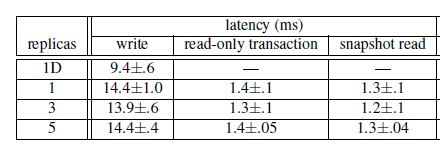 latency (ms)
replicas write read-only transaction snapshot read
1D 9.4±.6 — —
1 14.4±1.0 1.4±.1 1.3±.1
3 13.9±.6 1.3±.1 1.2±.1
5 14.4±.4 1.4±.05 1.3±.04